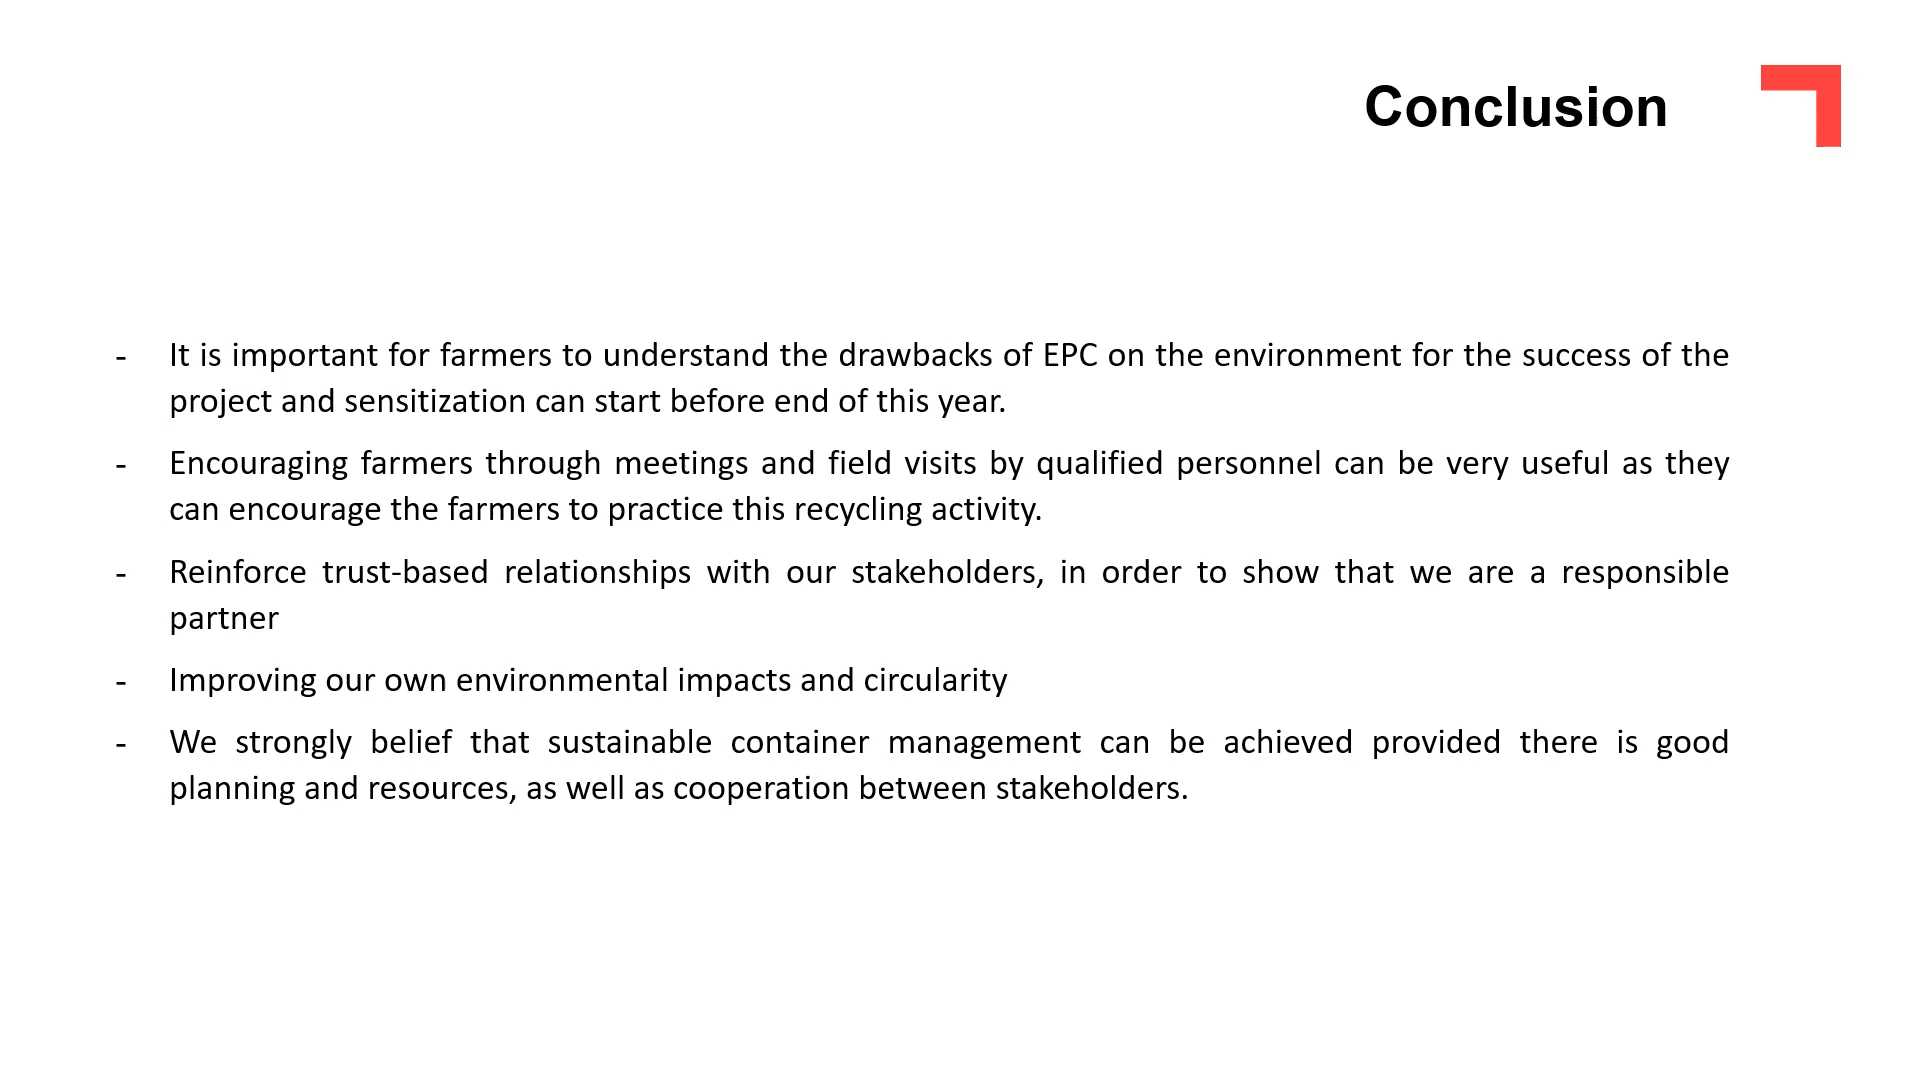 Conclusion
- It is important for farmers to understand the drawbacks of EPC on the environment for the success of the
project and sensitization can start before end of this year.
- Encouraging farmers through meetings and field visits by qualified personnel can be very useful as they
can encourage the farmers to practice this recycling activity.
- Reinforce trust-based relationships with our stakeholders, in order to show that we are a responsible
partner
- Improving our own environmental impacts and circularity
- We strongly belief that sustainable container management can be achieved provided there is good
planning and resources, as well as cooperation between stakeholders.